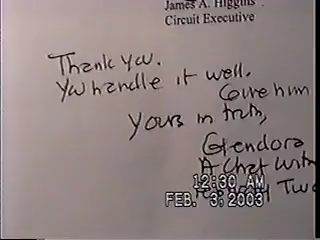 James A. Higgins
Circuit Executive
Thank you.
You handle it well.
Give him
Yours in truth,
Glendora
A Chat With
12:30 AM
FEB. 3.2003